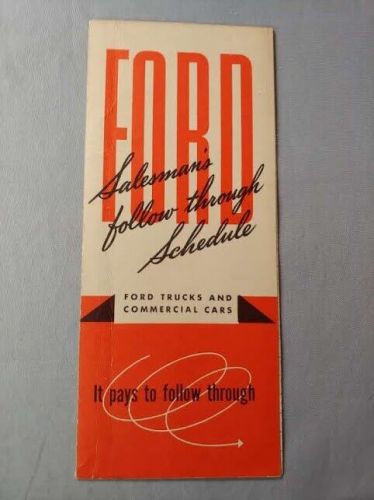 FORD
Salesman's
follow through
Schedule
FORD TRUCKS AND
COMMERCIAL CARS
It pays to follow through